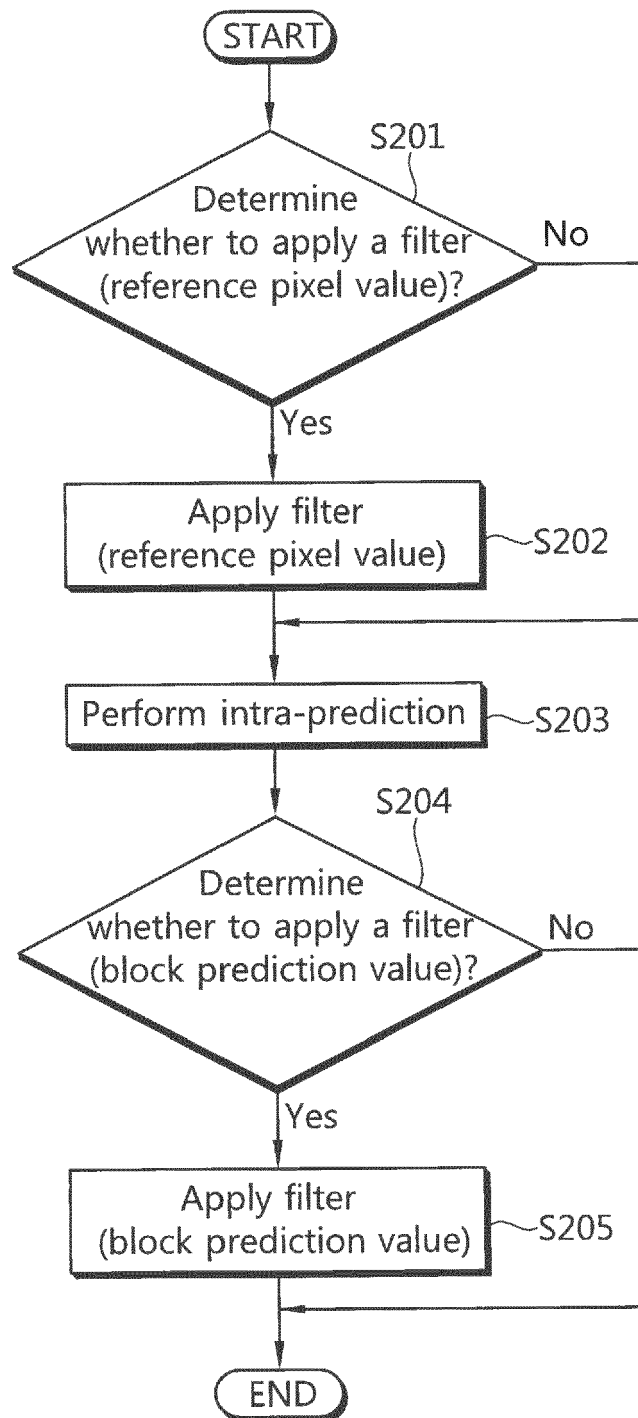 START
S201
Determine
whether to apply a filter
(reference pixel value)?
No
Yes
Apply filter
(reference pixel value)
S202
Perform intra-prediction
S203
S204
Determine
whether to apply a filter
(block prediction value)?
No
Yes
Apply filter
(block prediction value)
S205
END